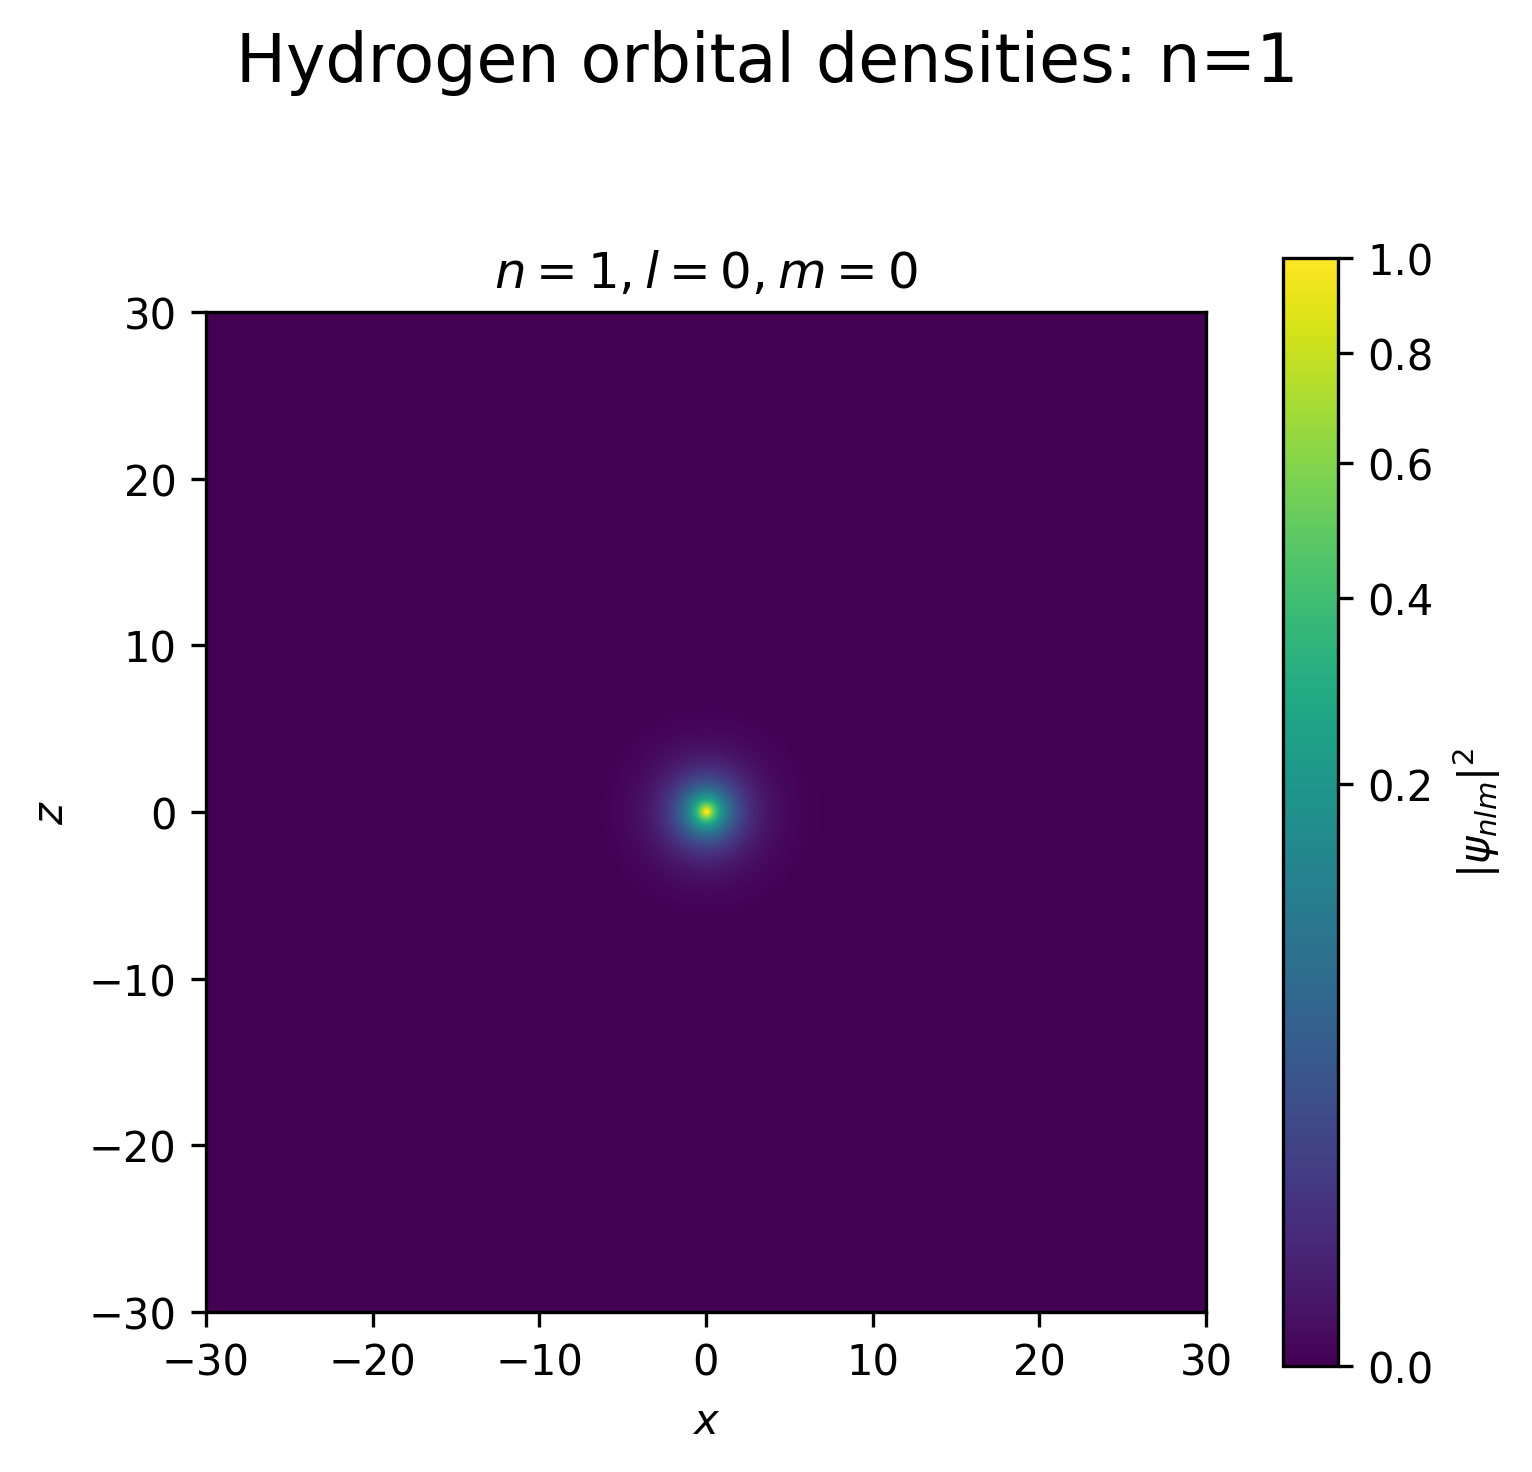 Hydrogen orbital densities: n=1
n = 1, l = 0, m = 0
30
20
10
0
−10
−20
−30
z
−30 −20 −10 0 10 20 30
x
1.0
0.8
0.6
0.4
0.2
0.0
|ψnlm|²